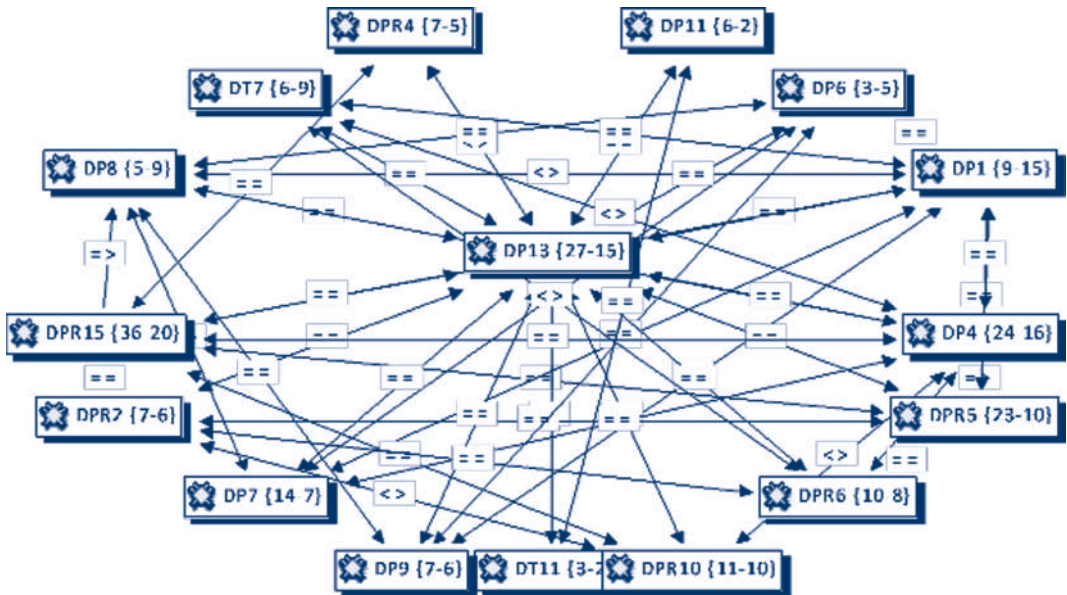 DPR4 {7-5}
DP11 {6-2}
DT7 {6-9}
DP6 {3-5}
==
==
==
DP8 {5-9}
DP1 {9-15}
==
==
<>
==
==
<>
==
DP13 {27-15}
=>
==
<>
==
==
==
==
DPR15 {36 20}
==
DP4 {24 16}
==
==
==
==
==
DPR2 {7-6}
DPR5 {23-10}
==
==
==
==
==
<>
==
DP7 {14-7}
<>
DPR6 {10-8}
DP9 {7-6}
DT11 {3-
DPR10 {11-10}